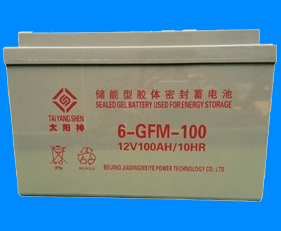 储能型胶体密封蓄电池
SEALED GEL BATTERY USED FOR ENERGY STORAGE
TAI YANG SHEN
太阳神
6-GFM-100
12V100AH/10HR
BEIJING JIADINGWEIYE POWER TECHNOLOGY CO.,LTD
Pb
RECYCLE